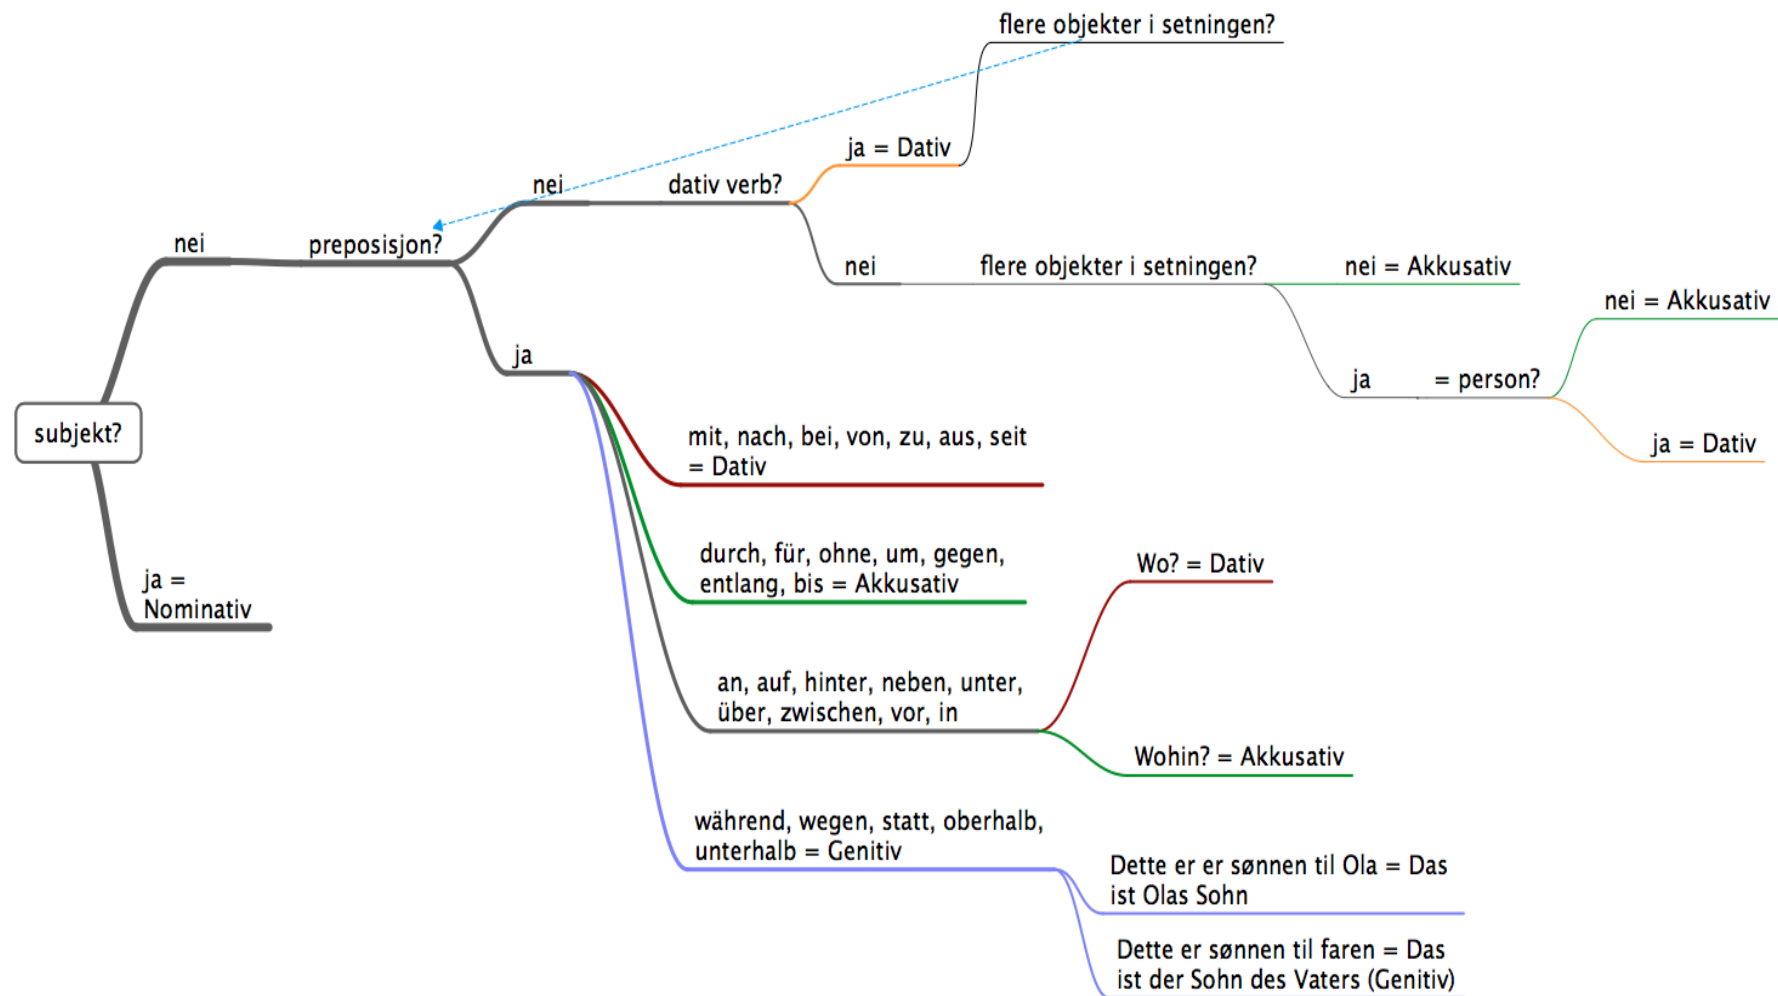 flere objekter i setningen?
ja = Dativ
nei
dativ verb?
nei
preposisjon?
nei
flere objekter i setningen?
nei = Akkusativ
nei = Akkusativ
ja
ja
= person?
subjekt?
mit, nach, bei, von, zu, aus, seit
= Dativ
ja = Dativ
durch, für, ohne, um, gegen,
entlang, bis = Akkusativ
Wo? = Dativ
ja =
Nominativ
an, auf, hinter, neben, unter,
über, zwischen, vor, in
Wohin? = Akkusativ
während, wegen, statt, oberhalb,
unterhalb = Genitiv
Dette er er sønnen til Ola = Das
ist Olas Sohn
Dette er sønnen til faren = Das
ist der Sohn des Vaters (Genitiv)